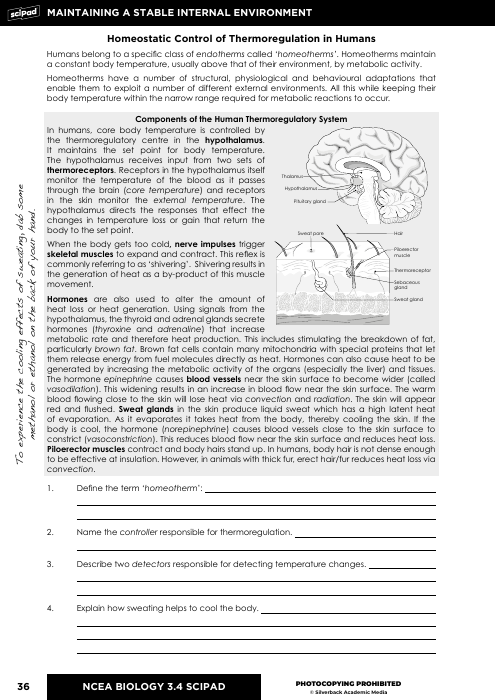 scipad MAINTAINING A STABLE INTERNAL ENVIRONMENT
Homeostatic Control of Thermoregulation in Humans
Humans belong to a specific class of endotherms called 'homeotherms'. Homeotherms maintain
a constant body temperature, usually above that of their environment, by metabolic activity.
Homeotherms have a number of structural, physiological and behavioural adaptations that
enable them to exploit a number of different external environments. All this while keeping their
body temperature within the narrow range required for metabolic reactions to occur.
Components of the Human Thermoregulatory System
In humans, core body temperature is controlled by
the thermoregulatory centre in the hypothalamus.
It maintains the set point for body temperature.
The hypothalamus receives input from two sets of
thermoreceptors. Receptors in the hypothalamus itself
monitor the temperature of the blood as it passes
through the brain (core temperature) and receptors
in the skin monitor the external temperature. The
hypothalamus directs the responses that effect the
changes in temperature loss or gain that return the
body to the set point.
When the body gets too cold, nerve impulses trigger
skeletal muscles to expand and contract. This reflex is
commonly referring to as 'shivering'. Shivering results in
the generation of heat as a by-product of this muscle
movement.
Hormones are also used to alter the amount of
heat loss or heat generation. Using signals from the
hypothalamus, the thyroid and adrenal glands secrete
hormones (thyroxine and adrenaline) that increase
metabolic rate and therefore heat production. This includes stimulating the breakdown of fat,
particularly brown fat. Brown fat cells contain many mitochondria with special proteins that let
them release energy from fuel molecules directly as heat. Hormones can also cause heat to be
generated by increasing the metabolic activity of the organs (especially the liver) and tissues.
The hormone epinephrine causes blood vessels near the skin surface to become wider (called
vasodilation). This widening results in an increase in blood flow near the skin surface. The warm
blood flowing close to the skin will lose heat via convection and radiation. The skin will appear
red and flushed. Sweat glands in the skin produce liquid sweat which has a high latent heat
of evaporation. As it evaporates it takes heat from the body, thereby cooling the skin. If the
body is cool, the hormone (norepinephrine) causes blood vessels close to the skin surface to
constrict (vasoconstriction). This reduces blood flow near the skin surface and reduces heat loss.
Piloerector muscles contract and body hairs stand up. In humans, body hair is not dense enough
to be effective at insulation. However, in animals with thick fur, erect hair/fur reduces heat loss via
convection.
Thalamus
Hypothalamus
Pituitary gland
Sweat pore
Hair
Piloerector
muscle
Thermoreceptor
Sebaceous
gland
Sweat gland
To experience the cooling effects of sweating, dab some
methanol or ethanol on the back of your hand.
1. Define the term 'homeotherm':
2. Name the controller responsible for thermoregulation.
3. Describe two detectors responsible for detecting temperature changes.
4. Explain how sweating helps to cool the body.
36 NCEA BIOLOGY 3.4 SCIPAD
PHOTOCOPYING PROHIBITED
© Silverback Academic Media